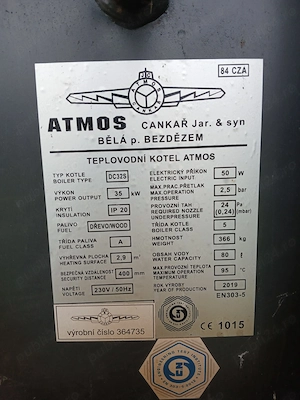 84 CZA
ATMOS CANKAŘ Jar. & syn
BĚLÁ p. BEZDĚZEM
TEPLOVODNÍ KOTEL ATMOS
TYP KOTLE
BOILER TYPE
DC32S
VÝKON
POWER OUTPUT
35 kW
KRYTÍ
INSULATION
IP 20
PALIVO
FUEL
DŘEVO/WOOD
TŘÍDA PALIVA
FUEL CLASS
A
VÝHŘEVNÁ PLOCHA
HEATING SURFACE
2,9 m²
BEZPEČNÁ VZDÁLENOST
SECURITY DISTANCE
400 mm
NAPĚTÍ
VOLTAGE
230V / 50Hz
ELEKTRICKÝ PŘÍKON
ELECTRIC INPUT
50 W
MAX.PRAC.PŘETLAK
MAX.OPERATION
PRESSURE
2,5 bar
PROVOZNÍ TAH
REQUIRED NOZZLE
UNDERPRESSURE
24 Pa
(0,24) (mbar)
TŘÍDA KOTLE
BOILER CLASS
5
HMOTNOST
WEIGHT
366 kg
OBSAH VODY
WATER CAPACITY
80 ℓ
MAX.PROVOZNÍ TEPLOTA
MAXIMUM OPERATION
TEMPERATURE
95 °C
ROK VÝROBY
YEAR OF PRODUCTION
2019
EN303-5
výrobní číslo 364735
CE 1015